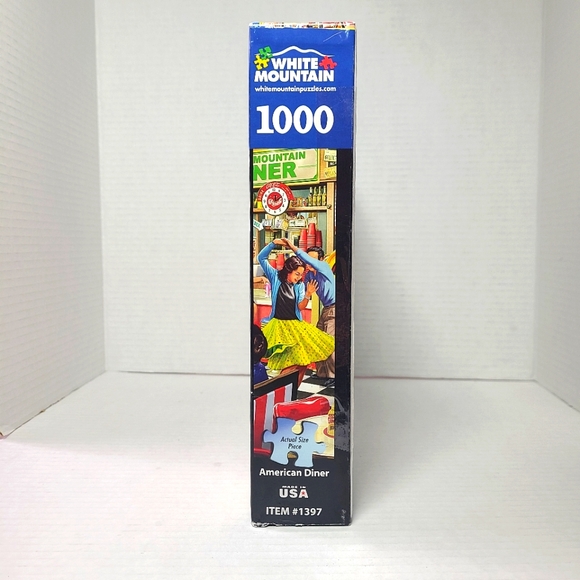 WHITE
MOUNTAIN
whitemountainpuzzles.com
1000
MOUNTAIN
NER
Actual Size
Piece
American Diner
MADE IN
USA
ITEM #1397